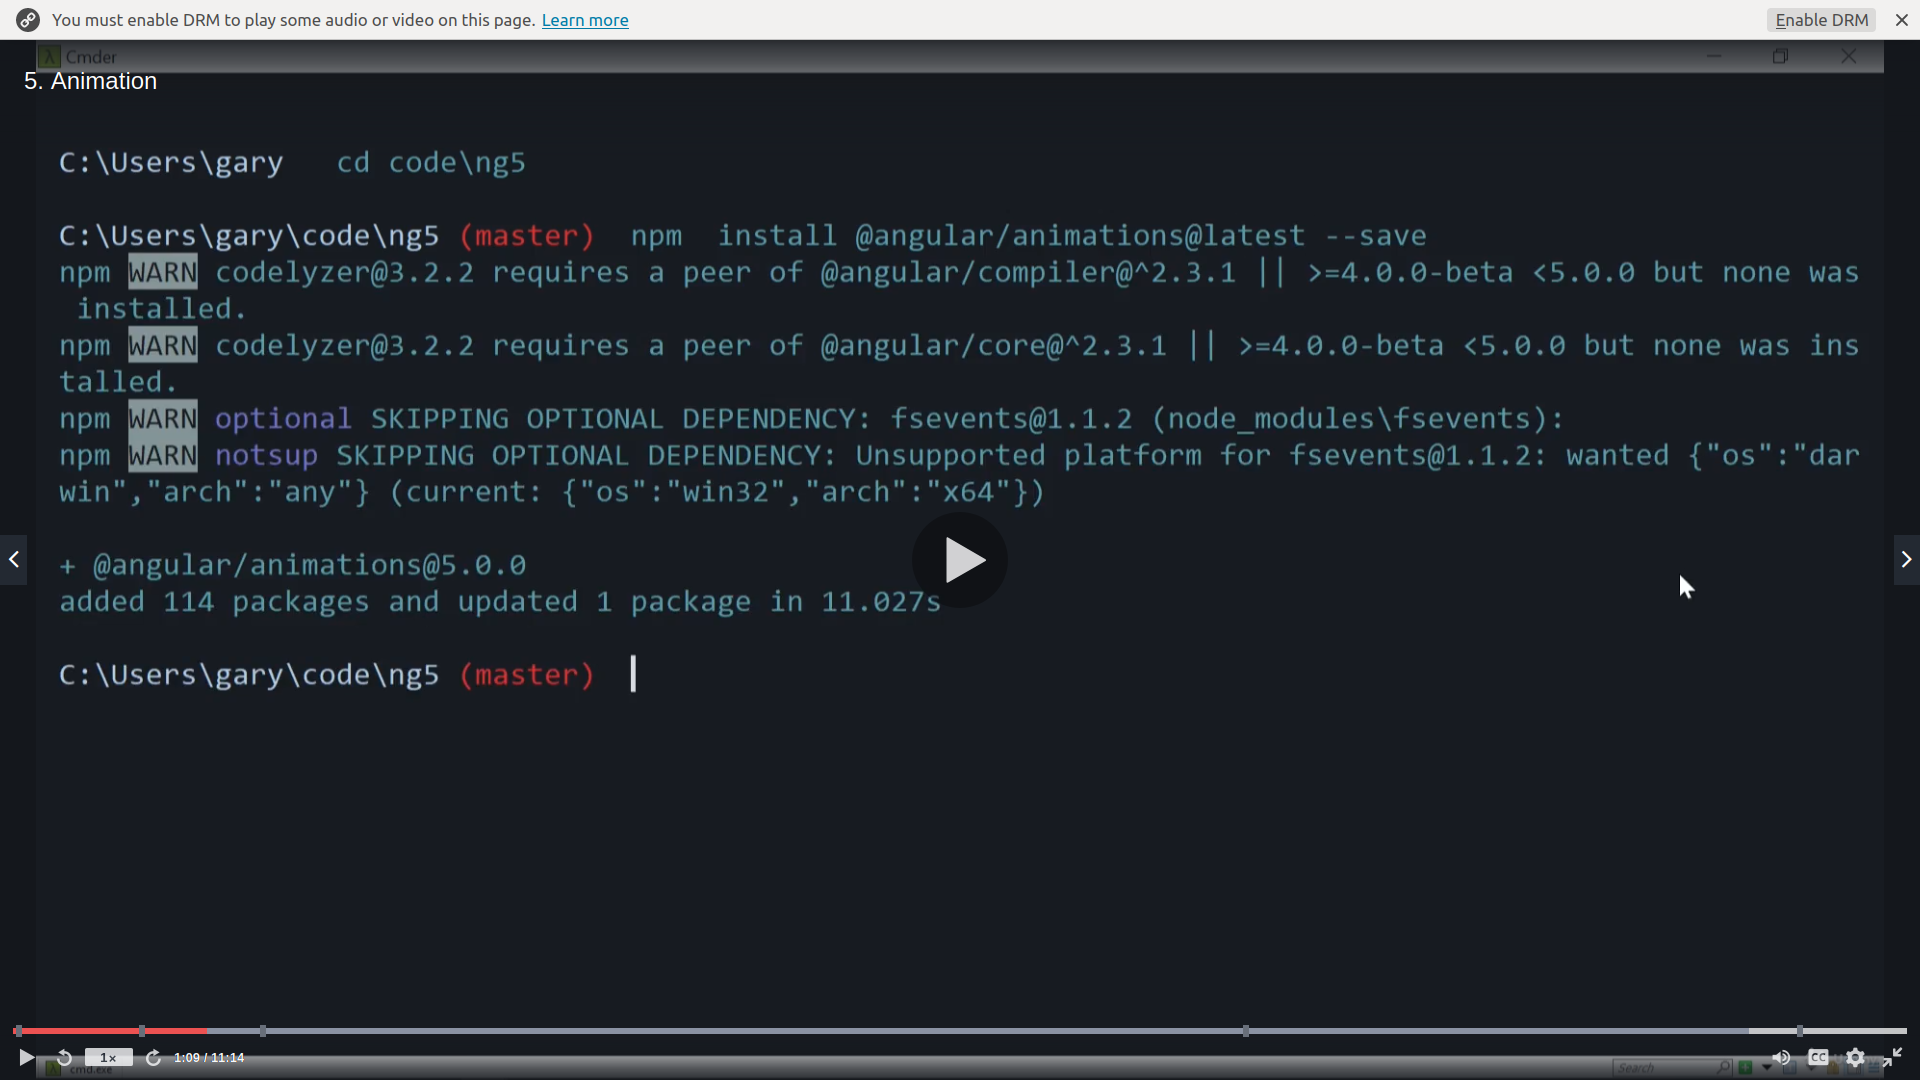 You must enable DRM to play some audio or video on this page. Learn more Enable DRM
Cmder
5. Animation
C:\Users\gary cd code\ng5
C:\Users\gary\code\ng5 (master) npm install @angular/animations@latest --save
npm WARN codelyzer@3.2.2 requires a peer of @angular/compiler@^2.3.1 || >=4.0.0-beta <5.0.0 but none was
installed.
npm WARN codelyzer@3.2.2 requires a peer of @angular/core@^2.3.1 || >=4.0.0-beta <5.0.0 but none was ins
talled.
npm WARN optional SKIPPING OPTIONAL DEPENDENCY: fsevents@1.1.2 (node_modules\fsevents):
npm WARN notsup SKIPPING OPTIONAL DEPENDENCY: Unsupported platform for fsevents@1.1.2: wanted {"os":"dar
win","arch":"any"} (current: {"os":"win32","arch":"x64"})
+ @angular/animations@5.0.0
added 114 packages and updated 1 package in 11.027s
C:\Users\gary\code\ng5 (master)
1× 1:09 / 11:14 CC
cmd.exe Search